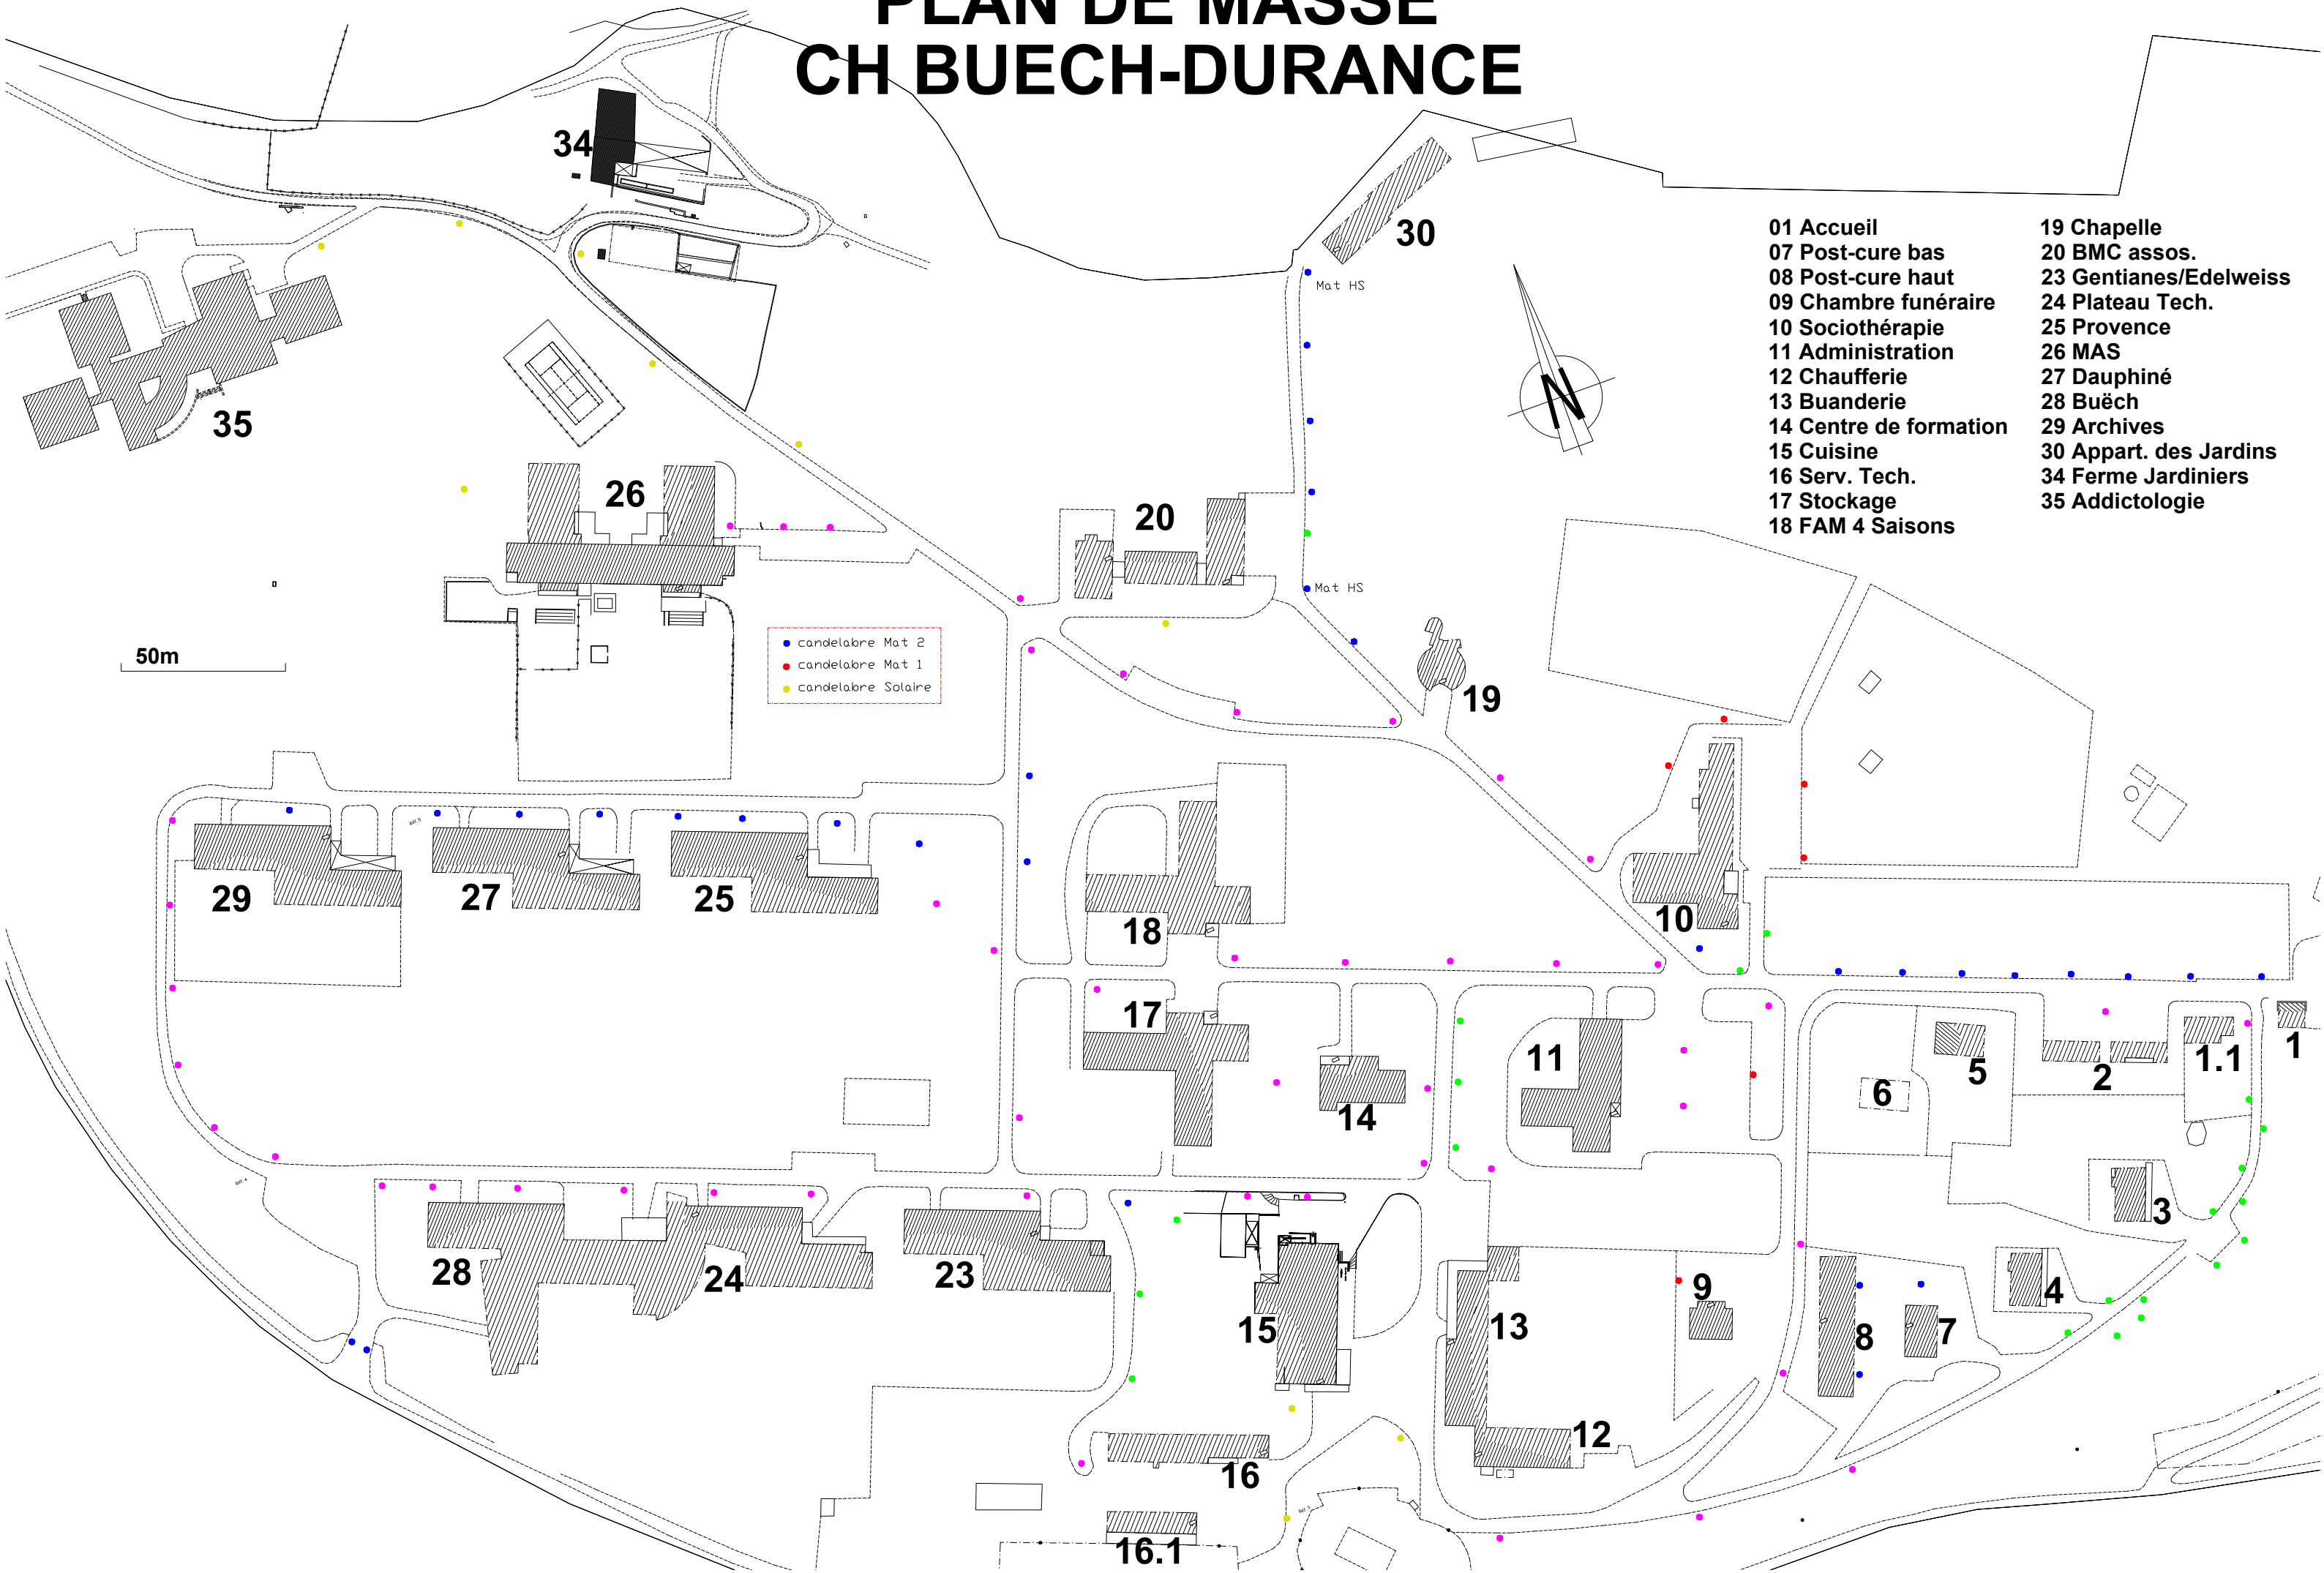 PLAN DE MASSE
CH BUECH-DURANCE
01 Accueil
07 Post-cure bas
08 Post-cure haut
09 Chambre funéraire
10 Sociothérapie
11 Administration
12 Chaufferie
13 Buanderie
14 Centre de formation
15 Cuisine
16 Serv. Tech.
17 Stockage
18 FAM 4 Saisons
19 Chapelle
20 BMC assos.
23 Gentianes/Edelweiss
24 Plateau Tech.
25 Provence
26 MAS
27 Dauphiné
28 Buëch
29 Archives
30 Appart. des Jardins
34 Ferme Jardiniers
35 Addictologie
34
30
Mat HS
N
35
26
20
Mat HS
50m
candelabre Mat 2
candelabre Mat 1
candelabre Solaire
19
29
27
25
18
10
17
11
14
6
5
2
1.1
1
3
28
24
23
15
13
9
8
7
4
12
16
16.1